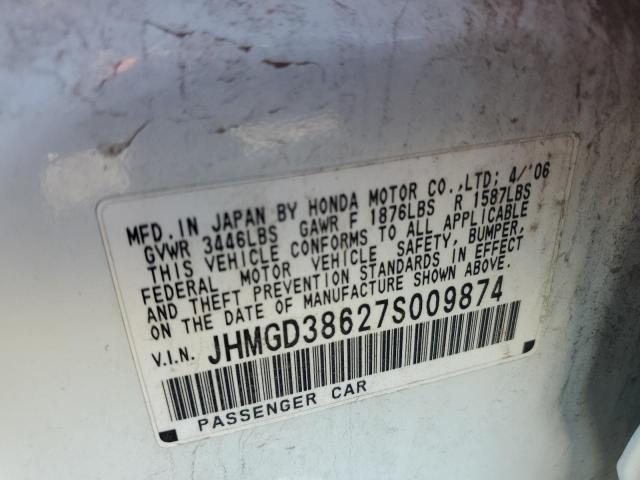 MFD. IN JAPAN BY HONDA MOTOR CO.,LTD; 4/'06
GVWR 3446LBS GAWR F 1876LBS R 1587LBS
THIS VEHICLE CONFORMS TO ALL APPLICABLE
FEDERAL MOTOR VEHICLE SAFETY, BUMPER,
AND THEFT PREVENTION STANDARDS IN EFFECT
ON THE DATE OF MANUFACTURE SHOWN ABOVE.
V.I.N. JHMGD38627S009874
PASSENGER CAR